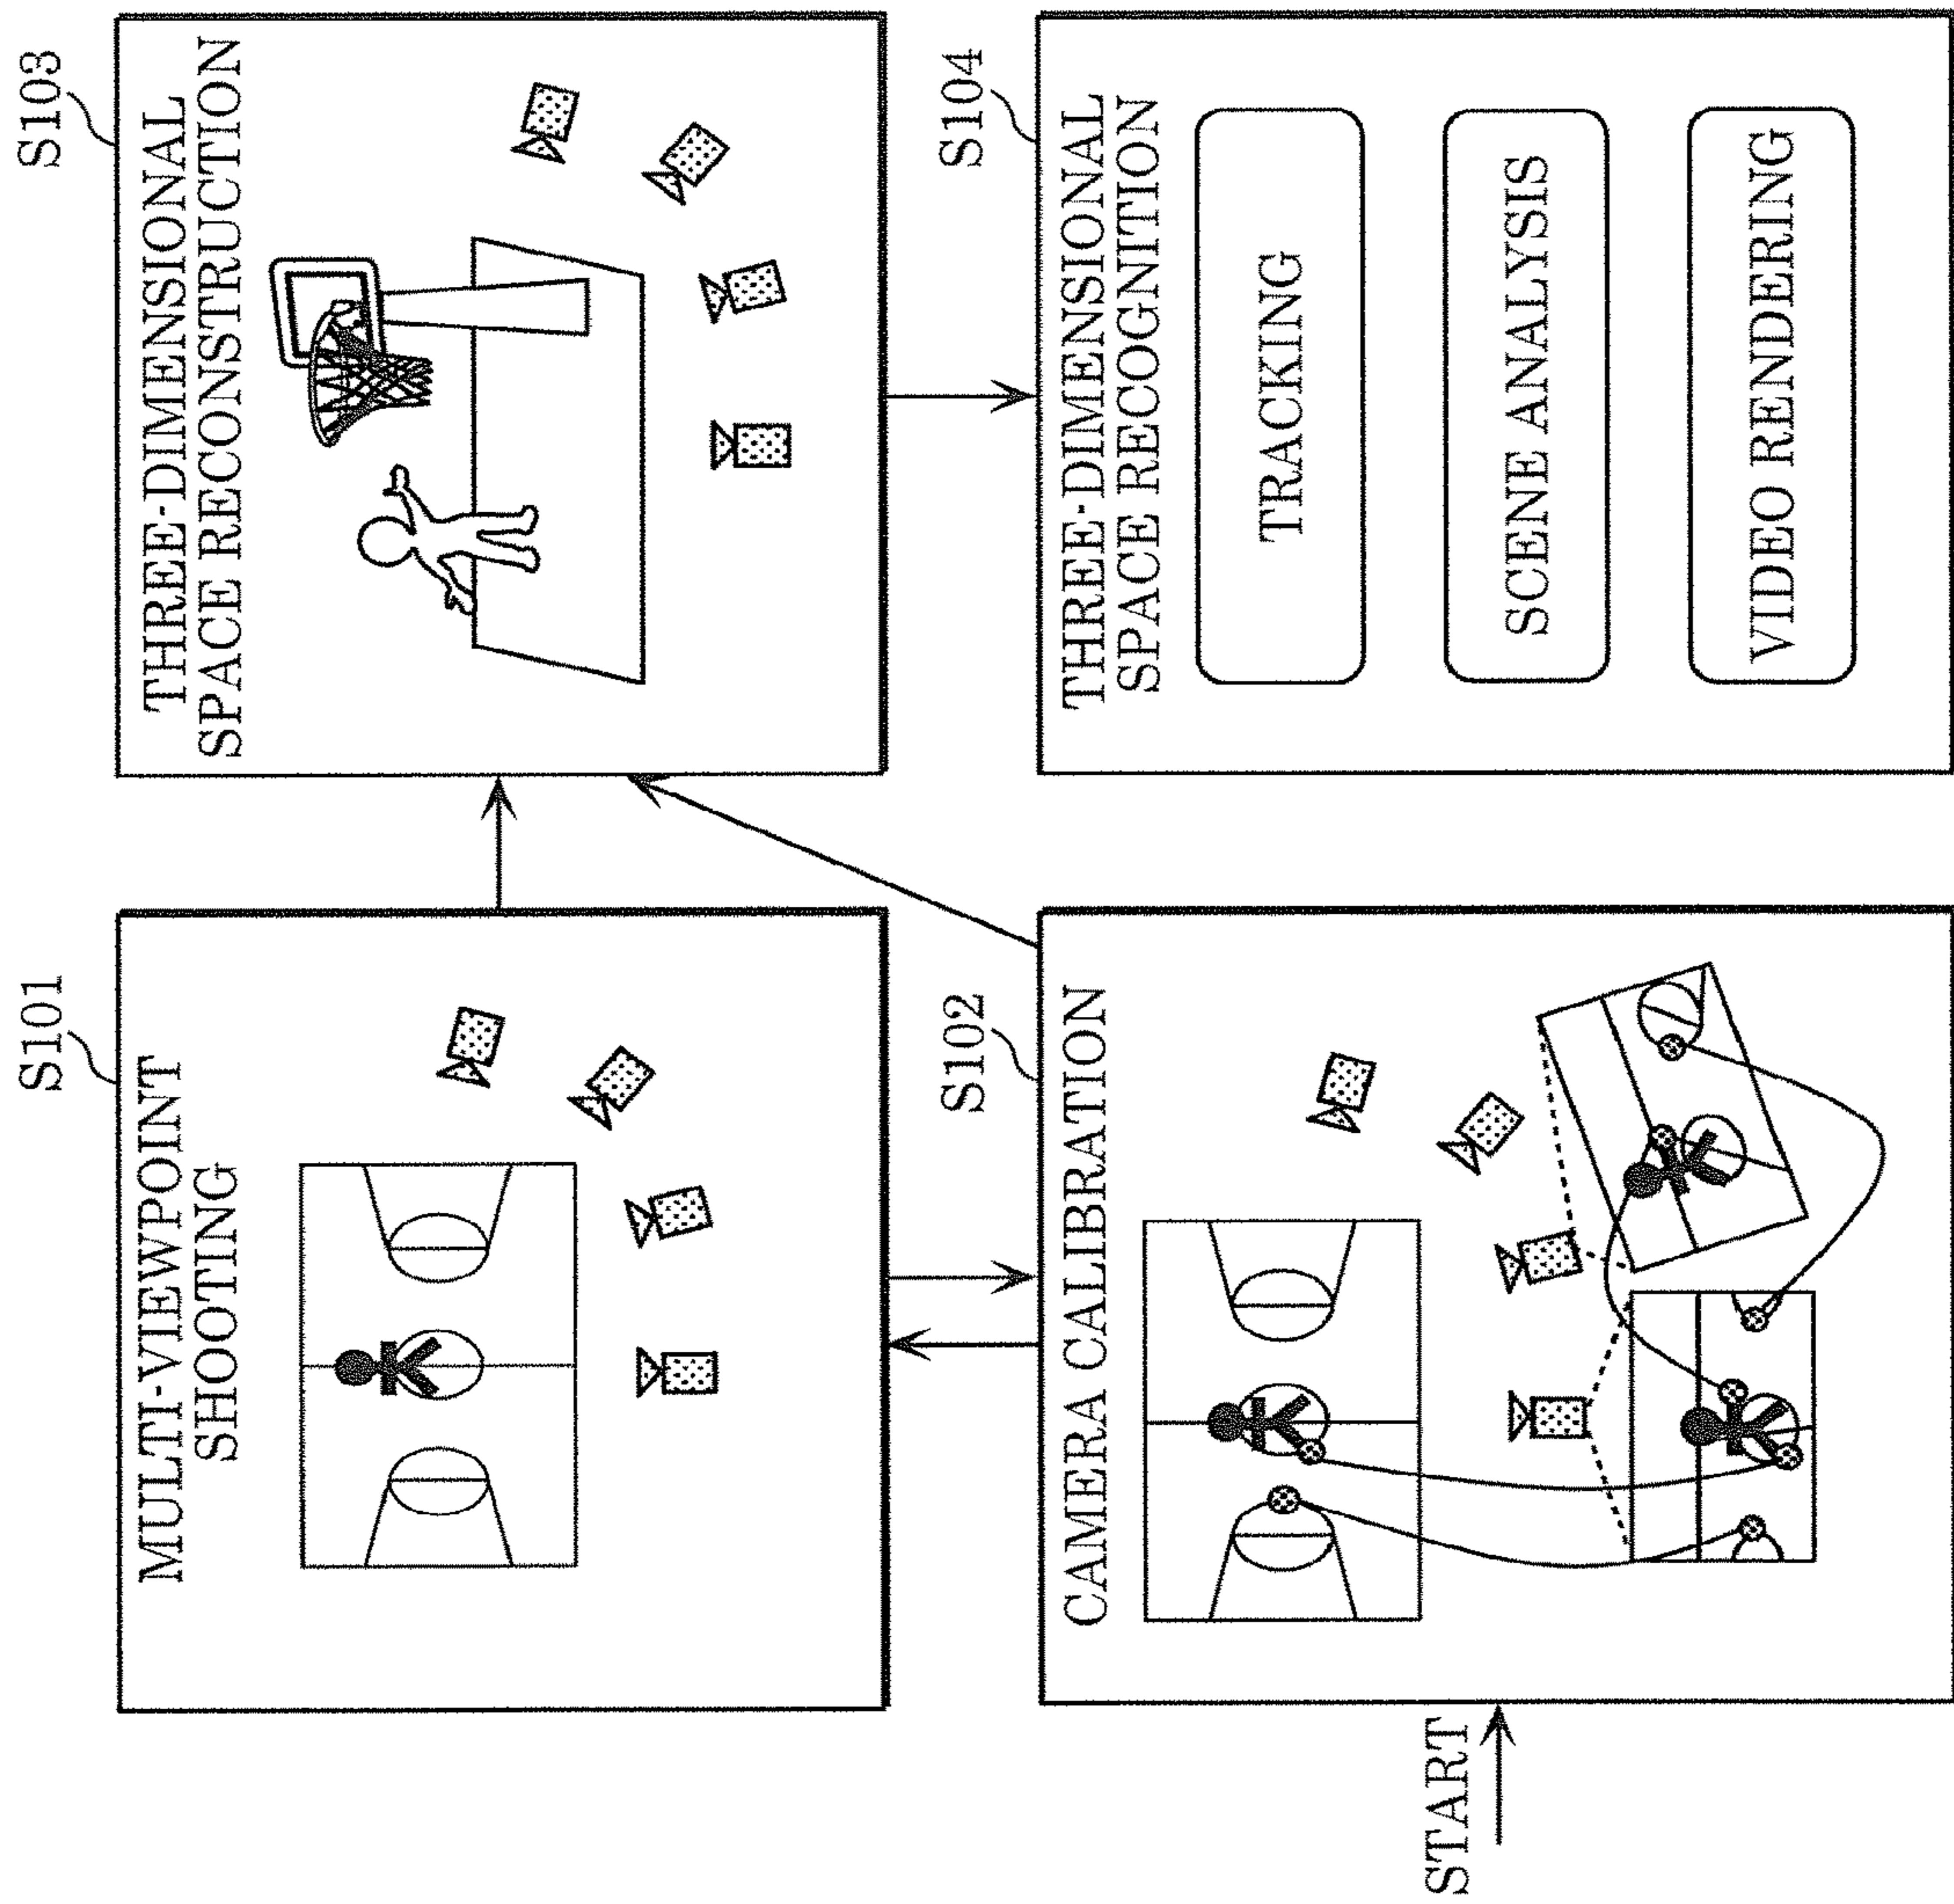 S101
MULTI-VIEWPOINT
SHOOTING
S103
THREE-DIMENSIONAL
SPACE RECONSTRUCTION
START
S102
CAMERA CALIBRATION
S104
THREE-DIMENSIONAL
SPACE RECOGNITION
TRACKING
SCENE ANALYSIS
VIDEO RENDERING